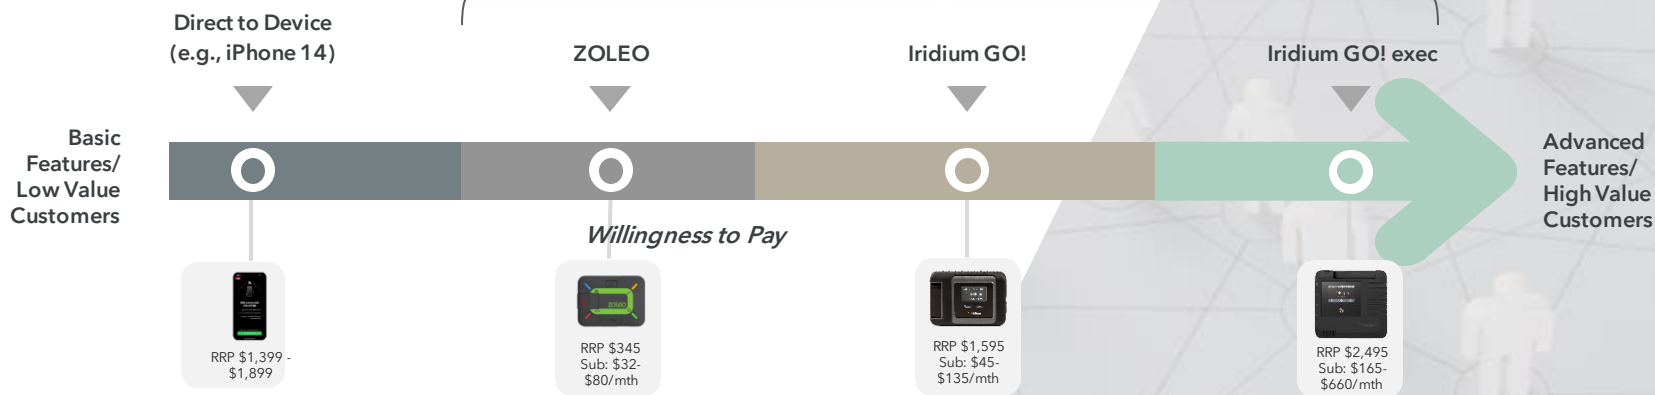 Direct to Device
(e.g., iPhone 14)
ZOLEO
Iridium GO!
Iridium GO! exec
Basic
Features/
Low Value
Customers
Advanced
Features/
High Value
Customers
Willingness to Pay
RRP $1,399 -
$1,899
ZOLEO
RRP $345
Sub: $32-
$80/mth
RRP $1,595
Sub: $45-
$135/mth
RRP $2,495
Sub: $165-
$660/mth